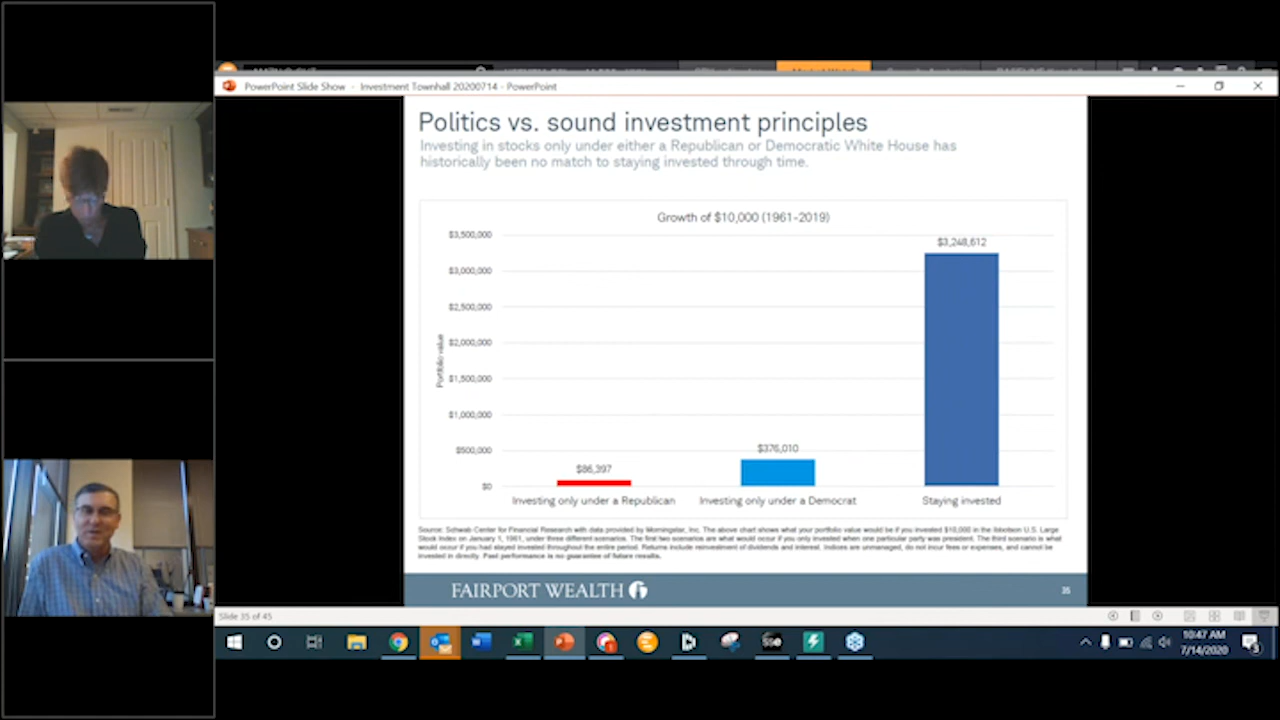 PowerPoint Slide Show - Investment Townhall 20200714 - PowerPoint
Politics vs. sound investment principles
Investing in stocks only under either a Republican or Democratic White House has
historically been no match to staying invested through time.
Growth of $10,000 (1961-2019)
Portfolio value
$3,500,000
$3,000,000
$2,500,000
$2,000,000
$1,500,000
$1,000,000
$500,000
$0
$86,397
$376,010
$3,248,612
Investing only under a Republican
Investing only under a Democrat
Staying invested
Source: Schwab Center for Financial Research with data provided by Morningstar, Inc. The above chart shows what your portfolio value would be if you invested $10,000 in the Ibbotson U.S. Large
Stock Index on January 1, 1961, under three different scenarios. The first two scenarios are what would occur if you only invested when one particular party was president. The third scenario is what
would occur if you had stayed invested throughout the entire period. Returns include reinvestment of dividends and interest. Indices are unmanaged, do not incur fees or expenses, and cannot be
invested in directly. Past performance is no guarantee of future results.
FAIRPORT WEALTH
35
Slide 35 of 45
10:47 AM
7/14/2020